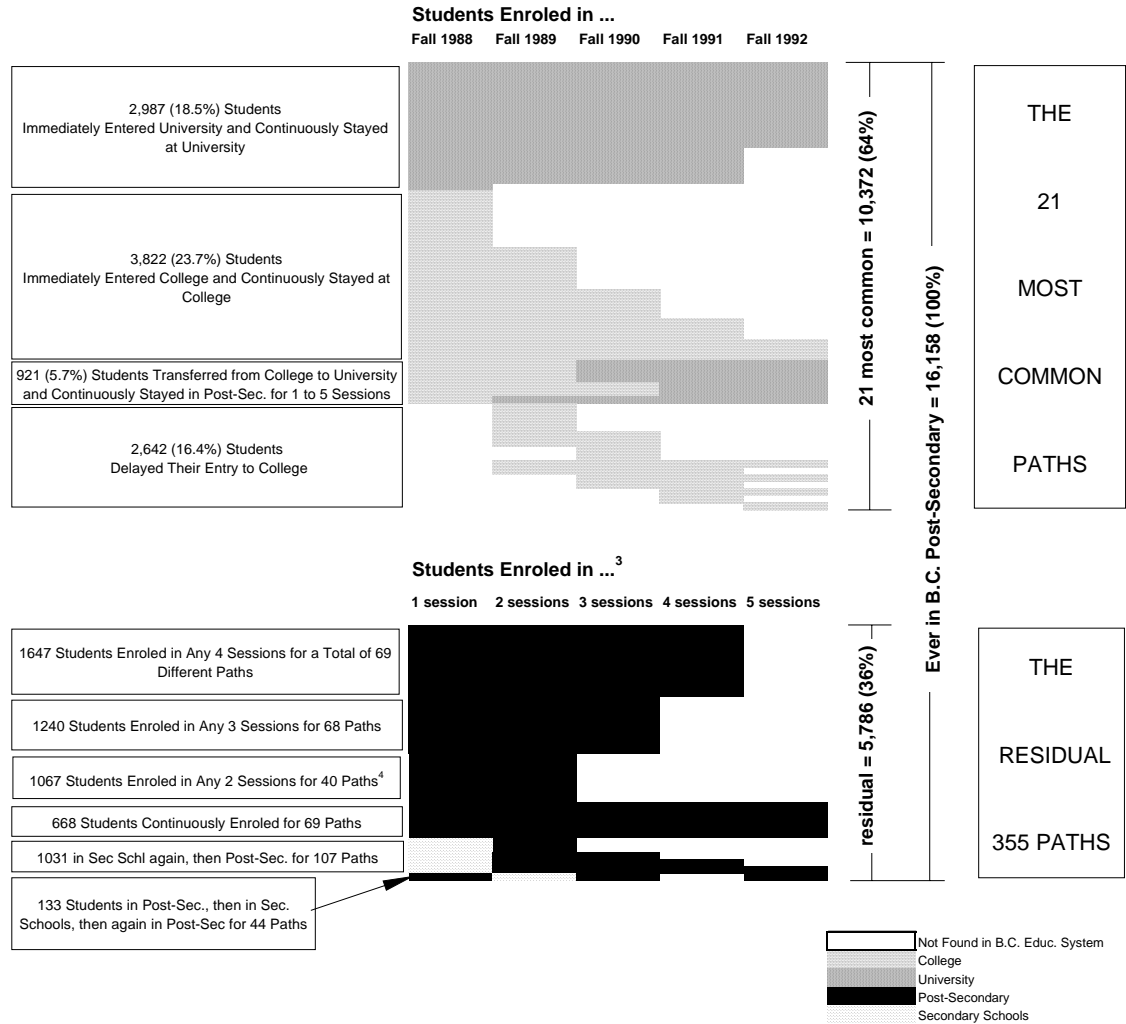 Students Enroled in ...
Fall 1988 Fall 1989 Fall 1990 Fall 1991 Fall 1992
2,987 (18.5%) Students
Immediately Entered University and Continuously Stayed
at University
3,822 (23.7%) Students
Immediately Entered College and Continuously Stayed at
College
921 (5.7%) Students Transferred from College to University
and Continuously Stayed in Post-Sec. for 1 to 5 Sessions
2,642 (16.4%) Students
Delayed Their Entry to College
21 most common = 10,372 (64%)
Ever in B.C. Post-Secondary = 16,158 (100%)
THE
21
MOST
COMMON
PATHS
Students Enroled in ...3
1 session 2 sessions 3 sessions 4 sessions 5 sessions
1647 Students Enroled in Any 4 Sessions for a Total of 69
Different Paths
1240 Students Enroled in Any 3 Sessions for 68 Paths
1067 Students Enroled in Any 2 Sessions for 40 Paths4
668 Students Continuously Enroled for 69 Paths
1031 in Sec Schl again, then Post-Sec. for 107 Paths
133 Students in Post-Sec., then in Sec.
Schools, then again in Post-Sec for 44 Paths
residual = 5,786 (36%)
THE
RESIDUAL
355 PATHS
Not Found in B.C. Educ. System
College
University
Post-Secondary
Secondary Schools